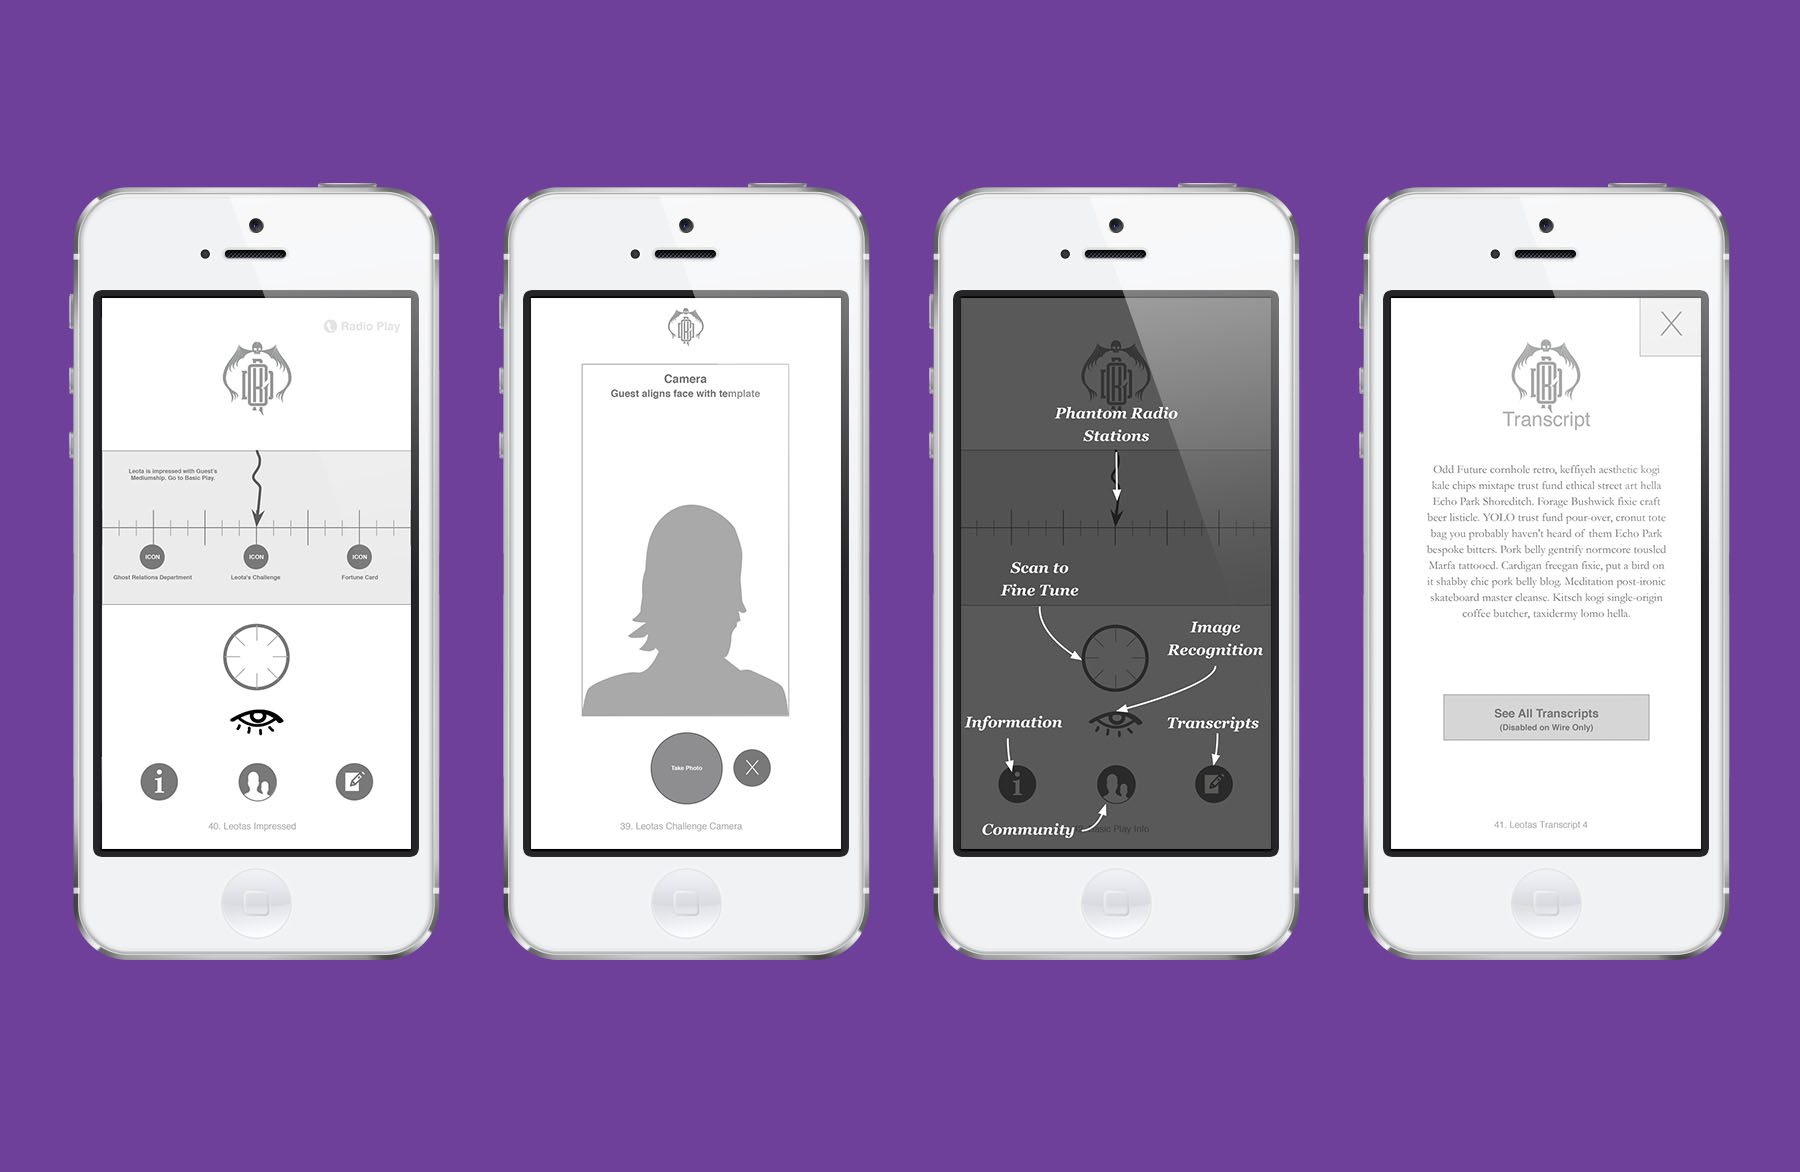 Radio Play
Leota is impressed with Guest's
Mediumship. Go to Basic Play.
ICON
ICON
ICON
Ghost Relations Department
Leota's Challenge
Fortune Card
i
40. Leotas Impressed
Camera
Guest aligns face with template
Take Photo
X
39. Leotas Challenge Camera
Phantom Radio
Stations
Scan to
Fine Tune
Image
Recognition
Information
Transcripts
i
Community
Basic Play Info
X
Transcript
Odd Future cornhole retro, keffiyeh aesthetic kogi
kale chips mixtape trust fund ethical street art hella
Echo Park Shoreditch. Forage Bushwick fixie craft
beer listicle. YOLO trust fund pour-over, cronut tote
bag you probably haven't heard of them Echo Park
bespoke bitters. Pork belly gentrify normcore tousled
Marfa tattooed. Cardigan freegan fixie, put a bird on
it shabby chic pork belly blog. Meditation post-ironic
skateboard master cleanse. Kitsch kogi single-origin
coffee butcher, taxidermy lomo hella.
See All Transcripts
(Disabled on Wire Only)
41. Leotas Transcript 4